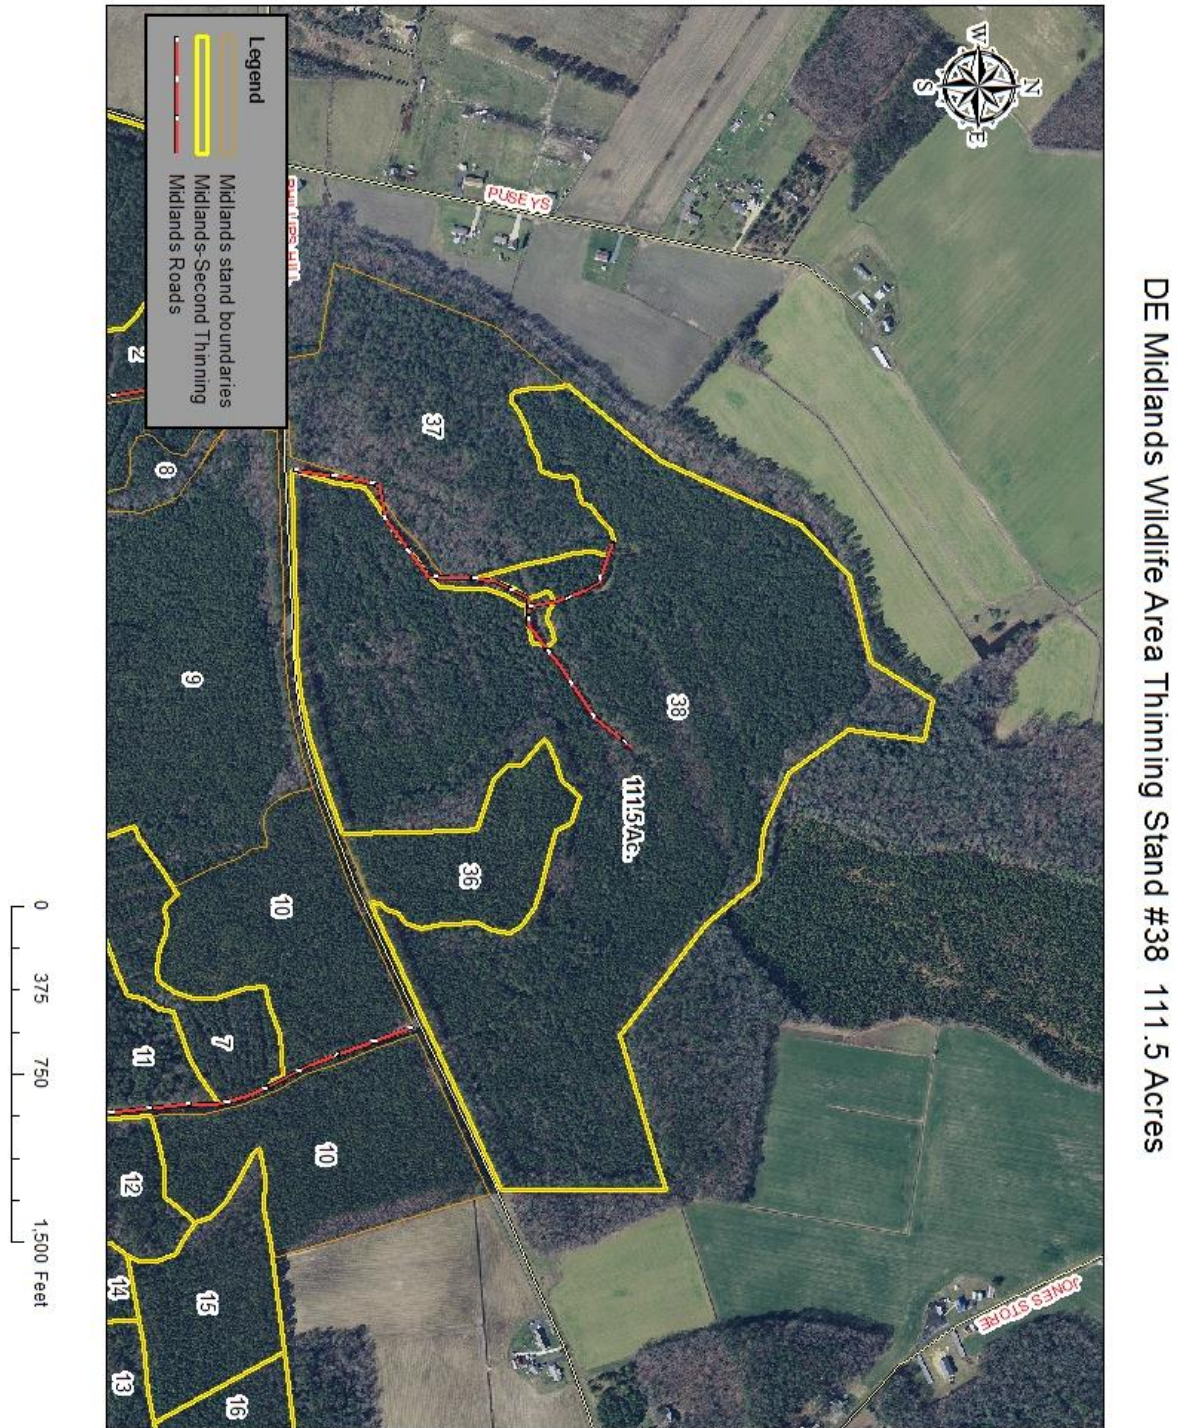 DE Midlands Wildlife Area Thinning Stand #38 111.5 Acres
N
W
E
S
PUSEYS
JONES STORE
37
38
111.5 Ac.
36
8
9
10
10
7
11
12
15
14
13
16
Legend
Midlands stand boundaries
Midlands-Second Thinning
Midlands Roads
0 375 750 1,500 Feet